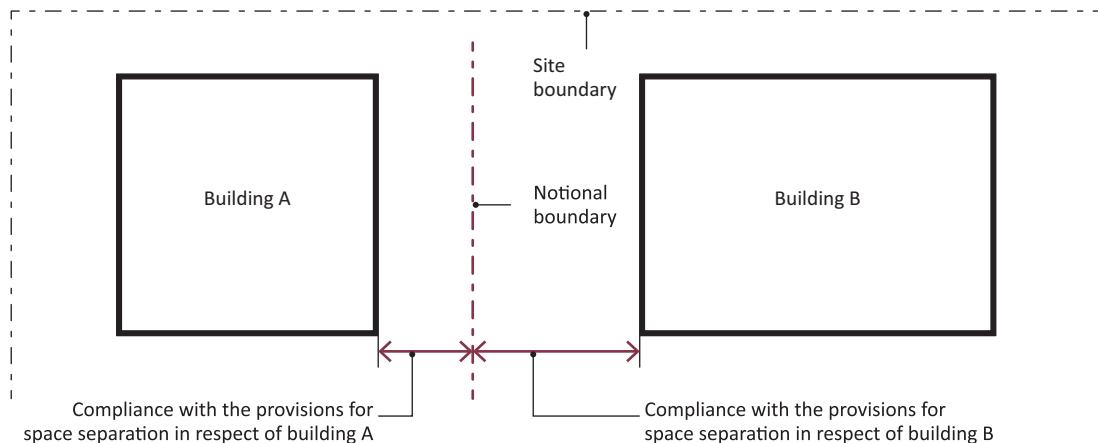 Site
boundary
Building A
Notional
boundary
Building B
Compliance with the provisions for
space separation in respect of building A
Compliance with the provisions for
space separation in respect of building B